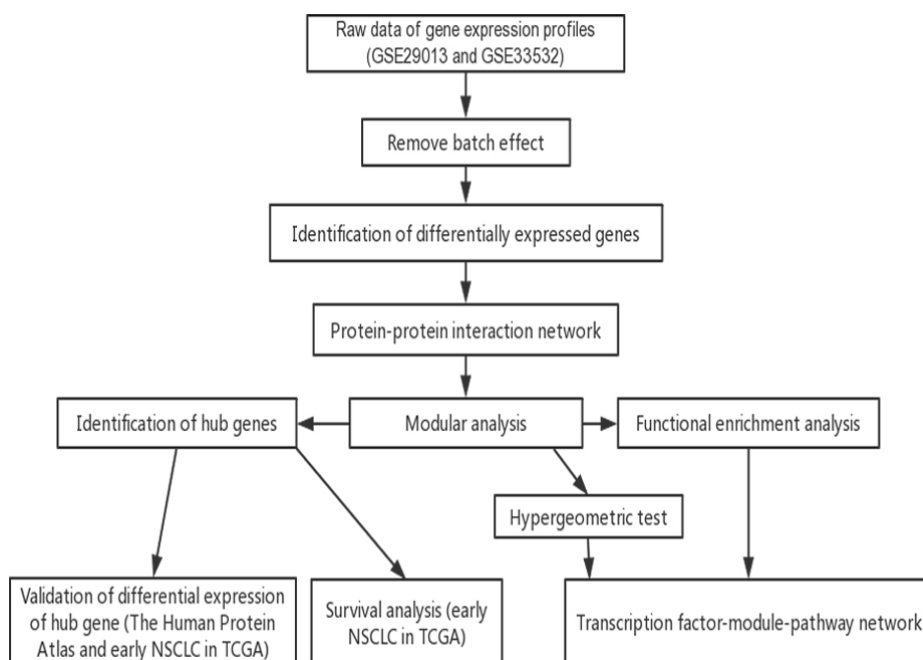 Raw data of gene expression profiles
(GSE29013 and GSE33532)
Remove batch effect
Identification of differentially expressed genes
Protein-protein interaction network
Identification of hub genes
Modular analysis
Functional enrichment analysis
Hypergeometric test
Validation of differential expression
of hub gene (The Human Protein
Atlas and early NSCLC in TCGA)
Survival analysis (early
NSCLC in TCGA)
Transcription factor-module-pathway network